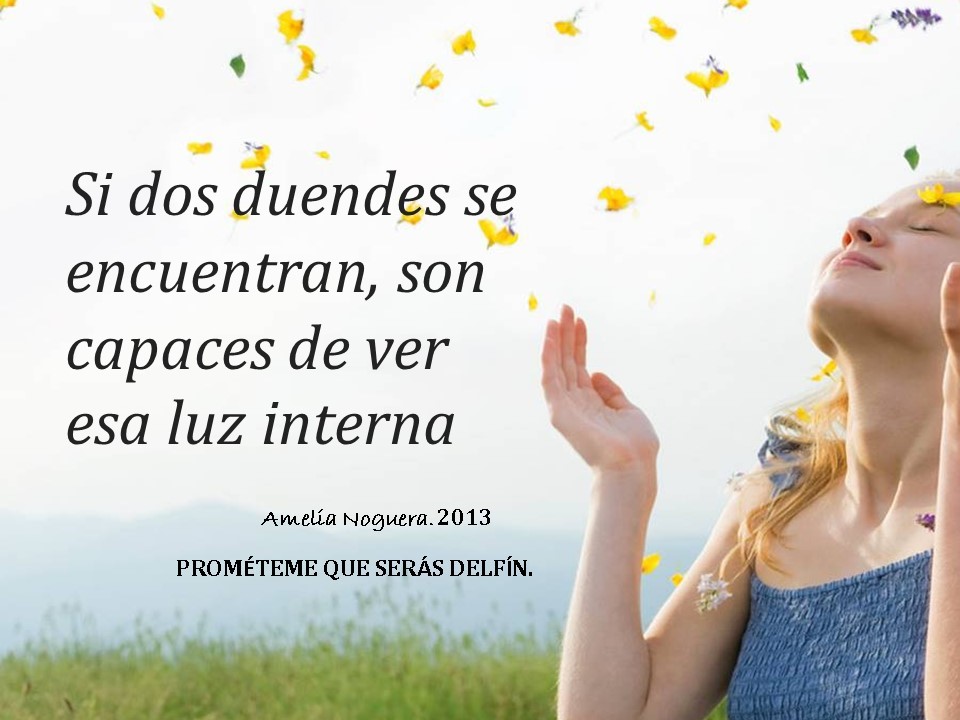 Si dos duendes se
encuentran, son
capaces de ver
esa luz interna
Amelia Noguera. 2013
PROMÉTEME QUE SERÁS DELFÍN.